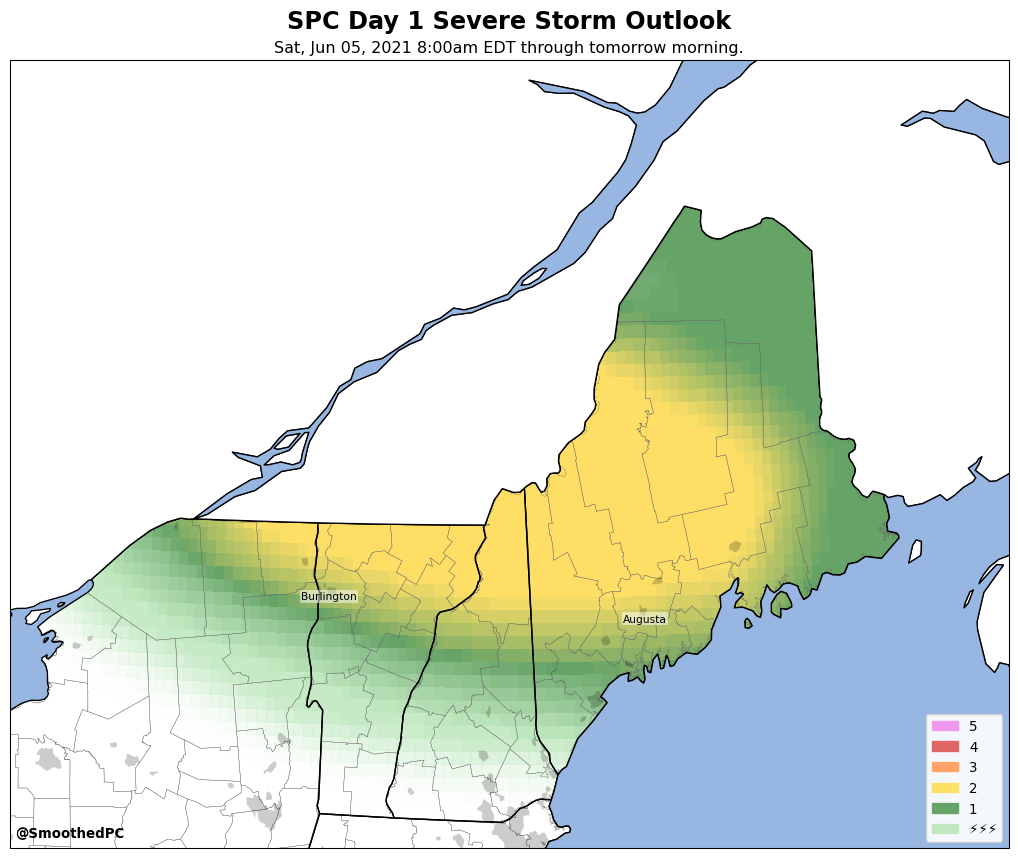 SPC Day 1 Severe Storm Outlook
Sat, Jun 05, 2021 8:00am EDT through tomorrow morning.
Burlington
Augusta
5
4
3
2
1
⚡⚡⚡
@SmoothedPC